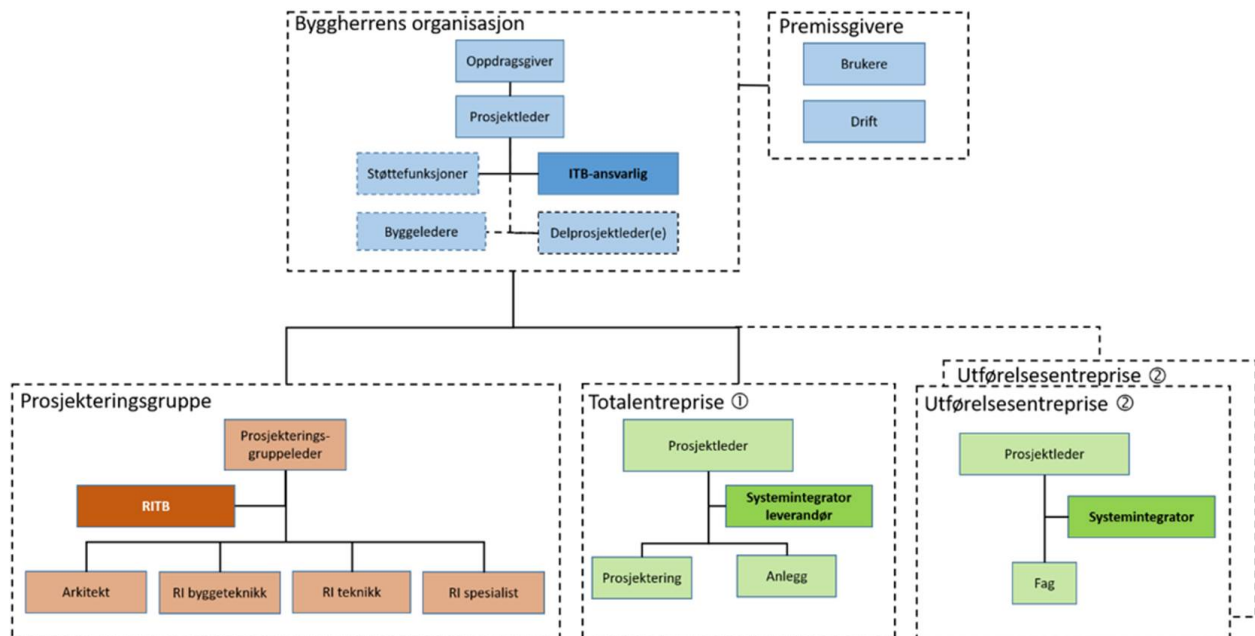 Byggherrens organisasjon
Oppdragsgiver
Prosjektleder
Støttefunksjoner
ITB-ansvarlig
Byggeledere
Delprosjektleder(e)
Premissgivere
Brukere
Drift
Prosjekteringsgruppe
Prosjekterings-
gruppeleder
RITB
Arkitekt
RI byggeteknikk
RI teknikk
RI spesialist
Totalentreprise ①
Prosjektleder
Systemintegrator
leverandør
Prosjektering
Anlegg
Utførelsesentreprise ②
Utførelsesentreprise ②
Prosjektleder
Systemintegrator
Fag